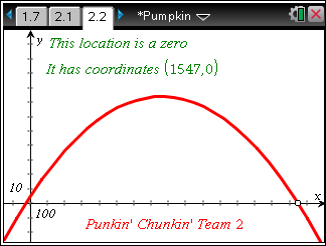 1.7 2.1 2.2 *Pumpkin
y
This location is a zero
It has coordinates (1547,0)
x
10
100
Punkin' Chunkin' Team 2